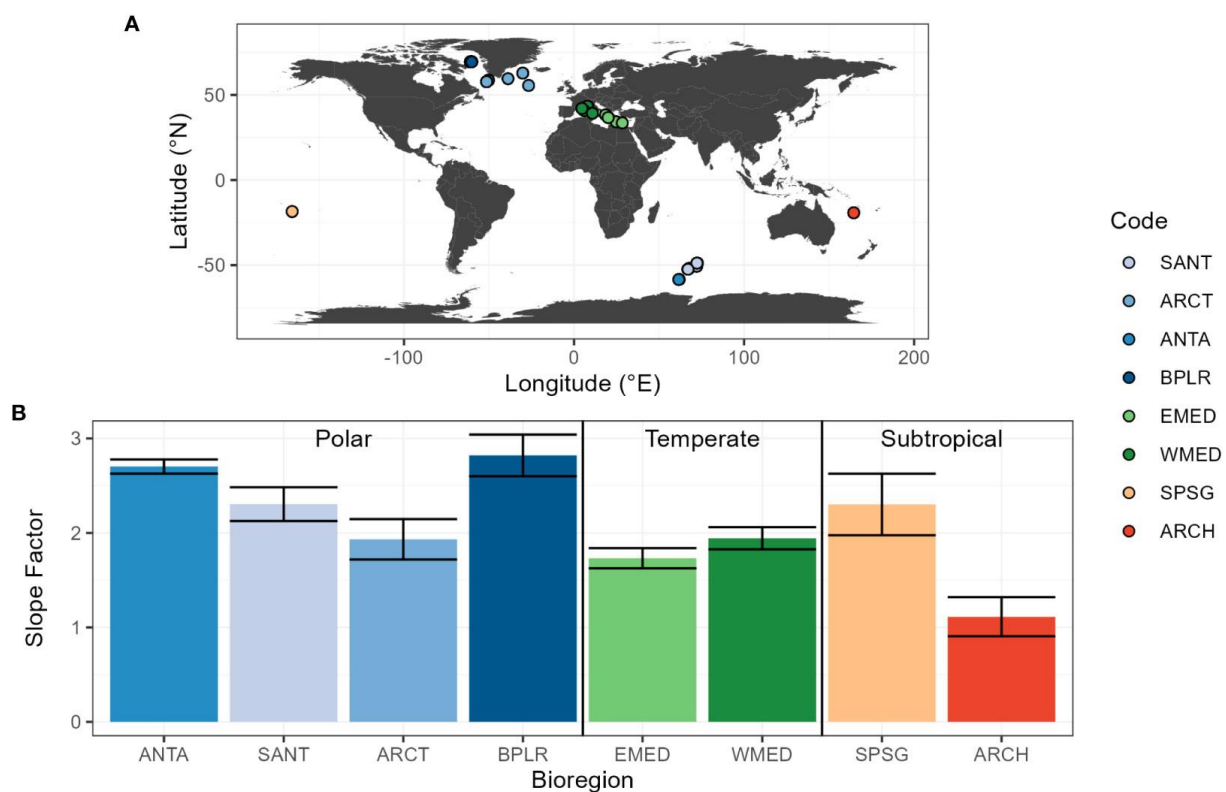 A
50
0
-50
Latitude (°N)
-100
0
100
200
Longitude (°E)
Code
SANT
ARCT
ANTA
BPLR
EMED
WMED
SPSG
ARCH
B
Polar
Temperate
Subtropical
3
2
1
0
Slope Factor
ANTA
SANT
ARCT
BPLR
EMED
WMED
SPSG
ARCH
Bioregion